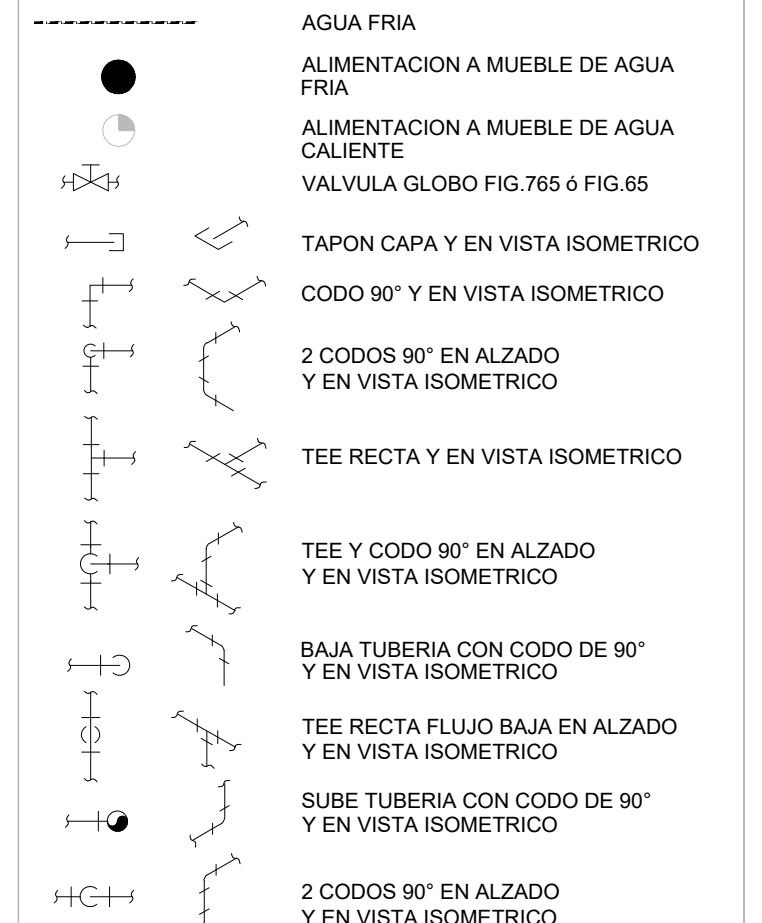 AGUA FRIA
ALIMENTACION A MUEBLE DE AGUA
FRIA
ALIMENTACION A MUEBLE DE AGUA
CALIENTE
VALVULA GLOBO FIG.765 ó FIG.65
TAPON CAPA Y EN VISTA ISOMETRICO
CODO 90° Y EN VISTA ISOMETRICO
2 CODOS 90° EN ALZADO
Y EN VISTA ISOMETRICO
TEE RECTA Y EN VISTA ISOMETRICO
TEE Y CODO 90° EN ALZADO
Y EN VISTA ISOMETRICO
BAJA TUBERIA CON CODO DE 90°
Y EN VISTA ISOMETRICO
TEE RECTA FLUJO BAJA EN ALZADO
Y EN VISTA ISOMETRICO
SUBE TUBERIA CON CODO DE 90°
Y EN VISTA ISOMETRICO
2 CODOS 90° EN ALZADO
Y EN VISTA ISOMETRICO